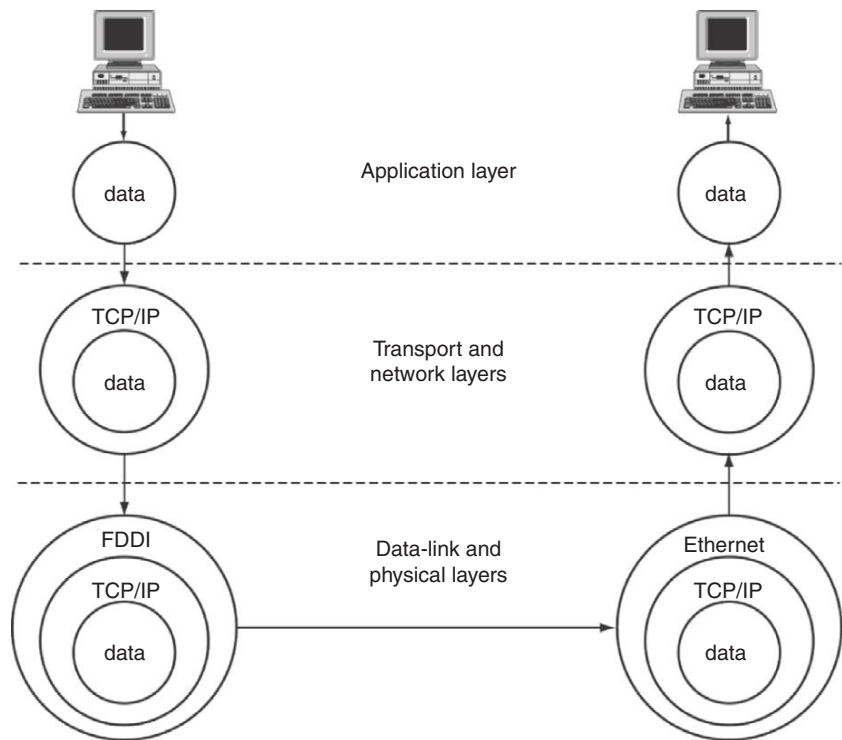 data
Application layer
data
TCP/IP
data
Transport and
network layers
TCP/IP
data
FDDI
TCP/IP
data
Data-link and
physical layers
Ethernet
TCP/IP
data